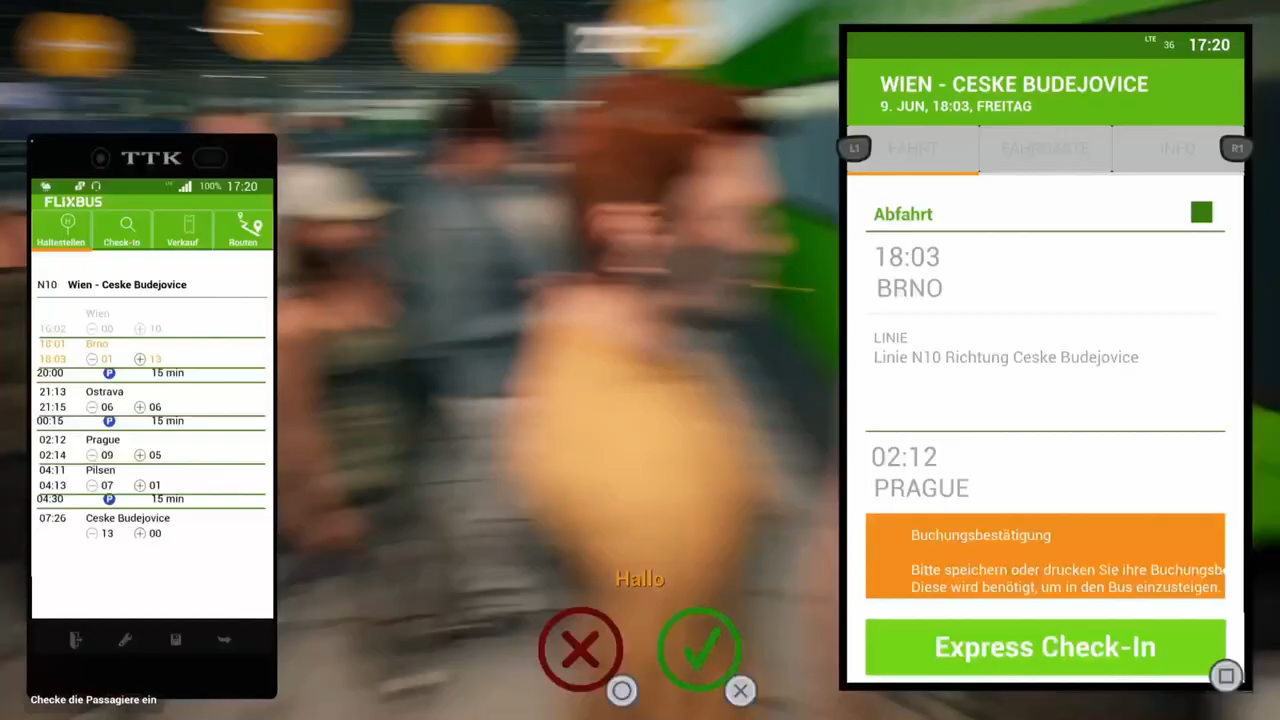 TTK
100% 17:20
FLIXBUS
Haltestellen Check-In Verkauf Routen
N10 Wien - Ceske Budejovice
Wien
16:02 00 10
18:01 Brno
18:03 01 13
20:00 P 15 min
21:13 Ostrava
21:15 06 06
00:15 P 15 min
02:12 Prague
02:14 09 05
04:11 Pilsen
04:13 07 01
04:30 P 15 min
07:26 Ceske Budejovice
13 00
Checke die Passagiere ein
Hallo
LTE 36 17:20
WIEN - CESKE BUDEJOVICE
9. JUN, 18:03, FREITAG
L1 FAHRT FAHRGÄSTE INFO R1
Abfahrt
18:03
BRNO
LINIE
Linie N10 Richtung Ceske Budejovice
02:12
PRAGUE
Buchungsbestätigung
Bitte speichern oder drucken Sie ihre Buchungsbe
Diese wird benötigt, um in den Bus einzusteigen.
Express Check-In